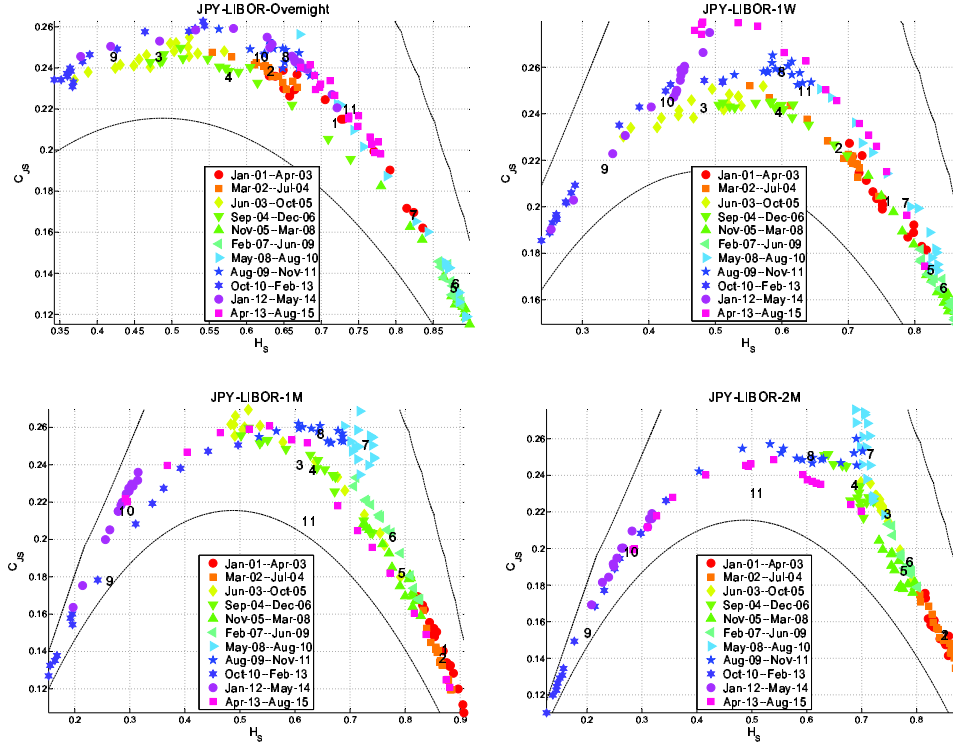 JPY-LIBOR-Overnight
0.26
0.24
0.22
0.2
0.18
0.16
0.14
0.12
C_JS
0.35 0.4 0.45 0.5 0.55 0.6 0.65 0.7 0.75 0.8 0.85
H_S
9 3 4 10 2 8 1 11 7 6 5
Jan-01--Apr-03
Mar-02--Jul-04
Jun-03--Oct-05
Sep-04--Dec-06
Nov-05--Mar-08
Feb-07--Jun-09
May-08--Aug-10
Aug-09--Nov-11
Oct-10--Feb-13
Jan-12--May-14
Apr-13--Aug-15
JPY-LIBOR-1W
0.26
0.24
0.22
0.2
0.18
0.16
C_JS
0.3 0.4 0.5 0.6 0.7 0.8
H_S
9 10 3 8 11 4 2 1 7 5 6
Jan-01--Apr-03
Mar-02--Jul-04
Jun-03--Oct-05
Sep-04--Dec-06
Nov-05--Mar-08
Feb-07--Jun-09
May-08--Aug-10
Aug-09--Nov-11
Oct-10--Feb-13
Jan-12--May-14
Apr-13--Aug-15
JPY-LIBOR-1M
0.26
0.24
0.22
0.2
0.18
0.16
0.14
0.12
C_JS
0.2 0.3 0.4 0.5 0.6 0.7 0.8 0.9
H_S
9 10 8 7 3 4 11 6 5 1 2
Jan-01--Apr-03
Mar-02--Jul-04
Jun-03--Oct-05
Sep-04--Dec-06
Nov-05--Mar-08
Feb-07--Jun-09
May-08--Aug-10
Aug-09--Nov-11
Oct-10--Feb-13
Jan-12--May-14
Apr-13--Aug-15
JPY-LIBOR-2M
0.27
0.25
0.23
0.21
0.19
0.17
0.15
0.13
0.11
C_JS
0.2 0.3 0.4 0.5 0.6 0.7 0.8
H_S
9 10 11 8 7 4 3 6 5 2
Jan-01--Apr-03
Mar-02--Jul-04
Jun-03--Oct-05
Sep-04--Dec-06
Nov-05--Mar-08
Feb-07--Jun-09
May-08--Aug-10
Aug-09--Nov-11
Oct-10--Feb-13
Jan-12--May-14
Apr-13--Aug-15